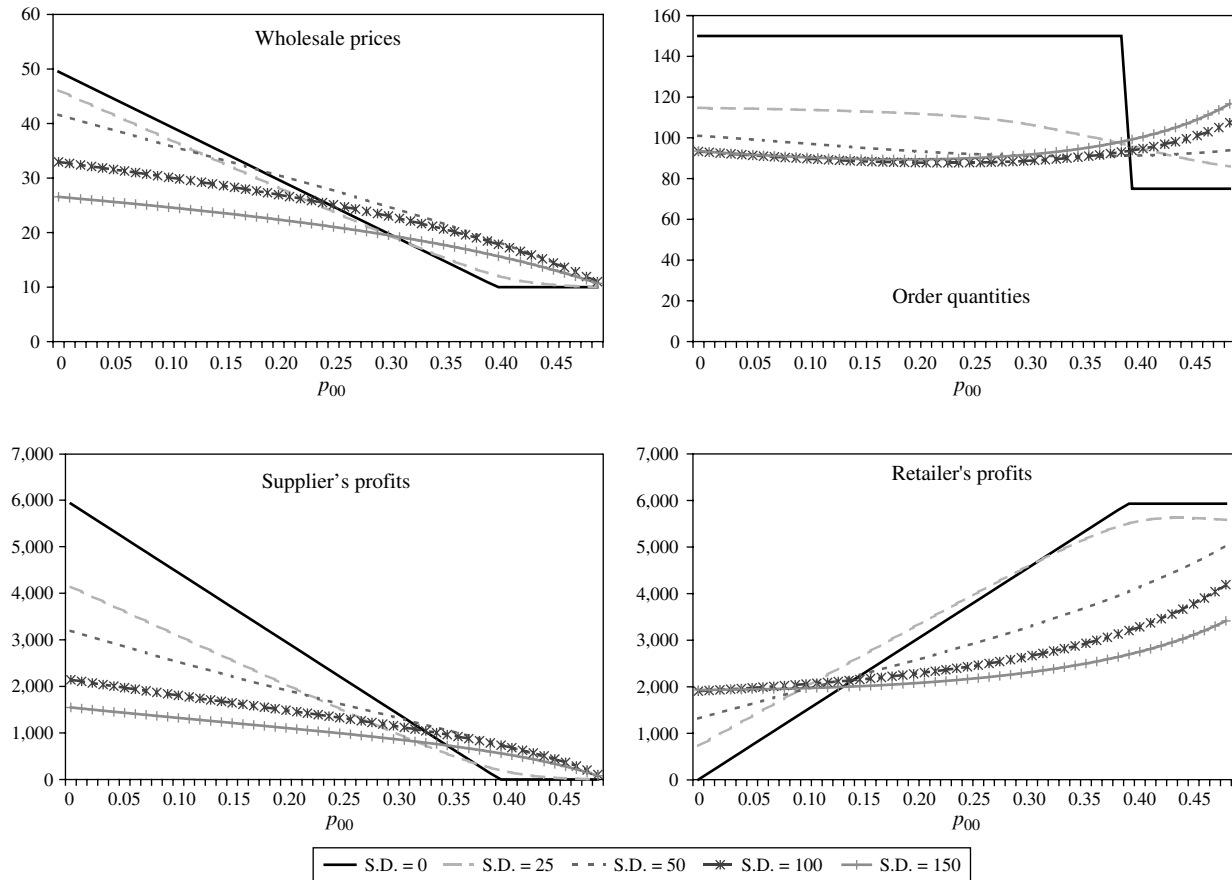 Wholesale prices
60
50
40
30
20
10
0
0 0.05 0.10 0.15 0.20 0.25 0.30 0.35 0.40 0.45
p00
Order quantities
160
140
120
100
80
60
40
20
0
0 0.05 0.10 0.15 0.20 0.25 0.30 0.35 0.40 0.45
p00
Supplier’s profits
7,000
6,000
5,000
4,000
3,000
2,000
1,000
0
0 0.05 0.10 0.15 0.20 0.25 0.30 0.35 0.40 0.45
p00
Retailer's profits
7,000
6,000
5,000
4,000
3,000
2,000
1,000
0
0 0.05 0.10 0.15 0.20 0.25 0.30 0.35 0.40 0.45
p00
S.D. = 0 S.D. = 25 S.D. = 50 S.D. = 100 S.D. = 150